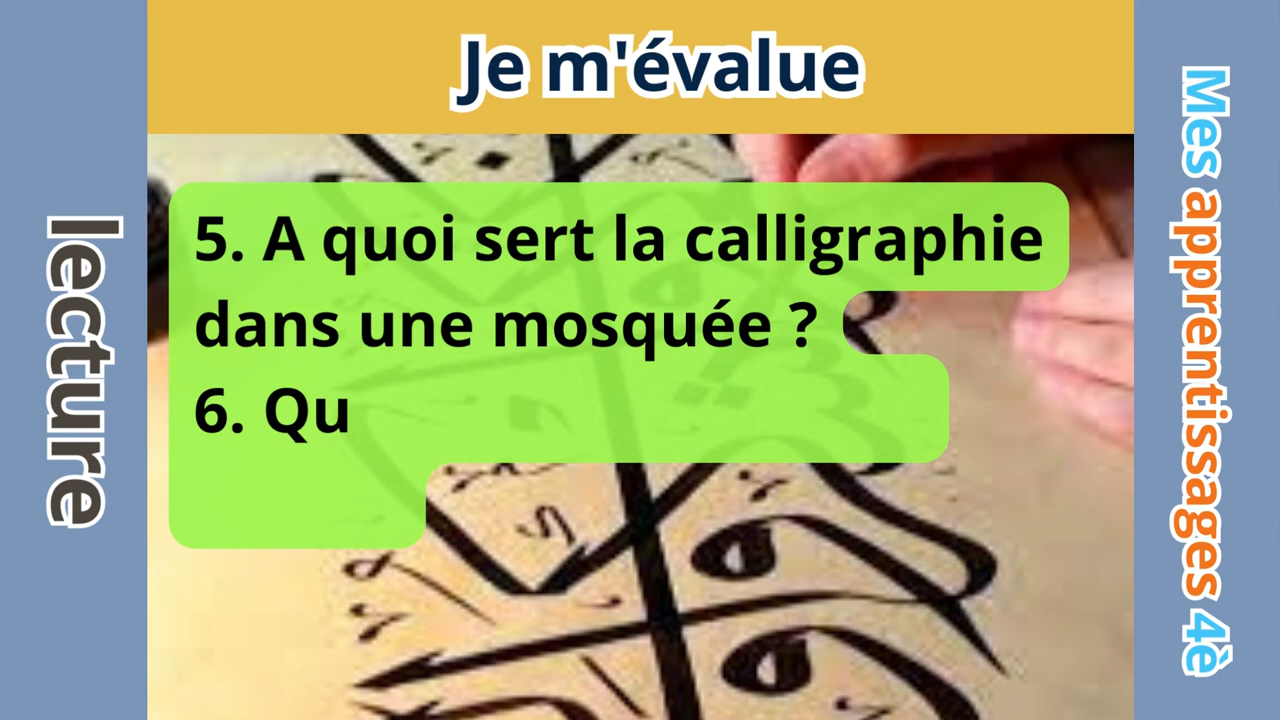 Je m'évalue
lecture
5. A quoi sert la calligraphie
dans une mosquée ?
6. Qu
Mes apprentissages 4è